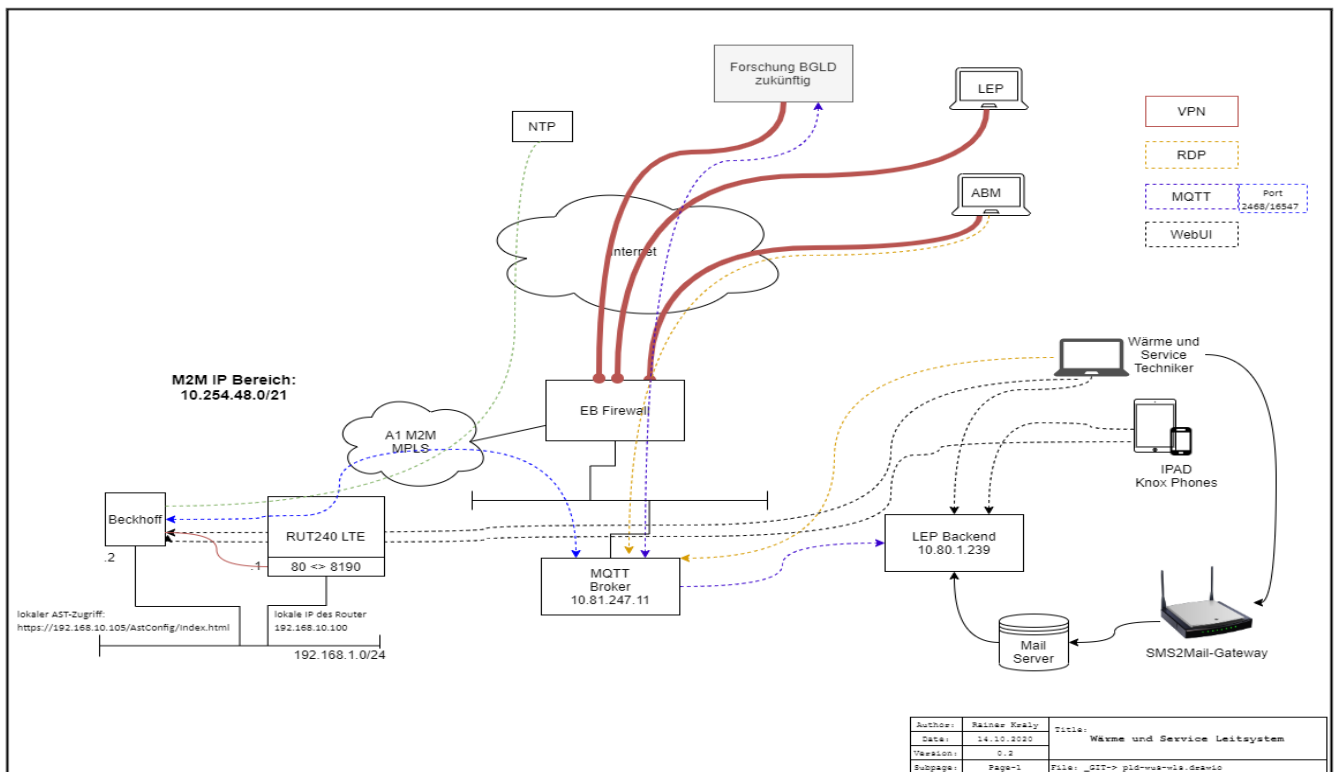 Forschung BGLD
zukünftig
LEP
VPN
NTP
RDP
ABM
MQTT
Port
2468/16547
WebUI
Internet
Wärme und
Service
Techniker
M2M IP Bereich:
10.254.48.0/21
EB Firewall
A1 M2M
MPLS
IPAD
Knox Phones
Beckhoff
RUT240 LTE
LEP Backend
10.80.1.239
.2
.1
80 <> 8190
MQTT
Broker
10.81.247.11
lokaler AST-Zugriff:
https://192.168.10.105/AstConfig/Index.html
lokale IP des Router
192.168.10.100
192.168.1.0/24
Mail
Server
SMS2Mail-Gateway
Author: Rainer Kraly
Title:
Wärme und Service Leitsystem
Date: 14.10.2020
Version: 0.2
Subpage: Page-1
File: _GIT-> pld-wus-wls.drawio